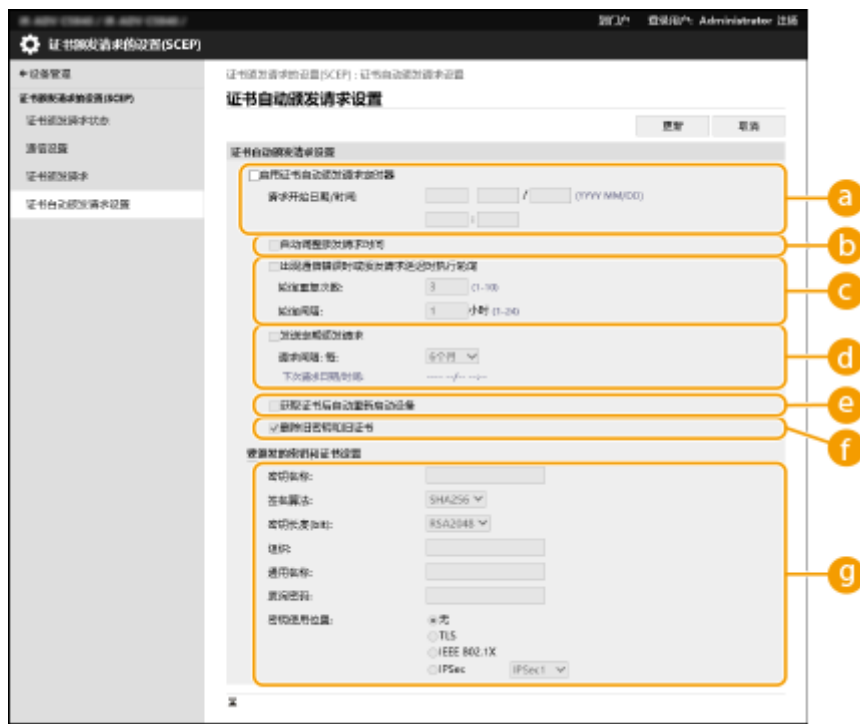 到门户 登录用户: Administrator 注销
证书颁发请求的设置(SCEP)
设备管理
证书颁发请求的设置(SCEP)
证书颁发请求状态
通信设置
证书颁发请求
证书自动颁发请求设置
证书颁发请求的设置(SCEP) : 证书自动颁发请求设置
证书自动颁发请求设置
更新 取消
证书自动颁发请求设置
启用证书自动颁发请求定时器
请求开始日期/时间: / (YYYY MM/DD)
:
a
自动调整颁发请求时间
b
出现通信错误时或颁发请求延迟时执行轮询
轮询重复次数: 3 (1-10)
轮询间隔: 1 小时 (1-24)
c
发送定期颁发请求
请求间隔: 每: 6个月
下次请求日期/时间: ---- --/-- --:--
d
获取证书后自动重新启动设备
e
删除旧密钥和旧证书
f
要颁发的密钥和证书设置
密钥名称:
签名算法: SHA256
密钥长度(bit): RSA2048
组织:
通用名称:
质询密码:
密钥使用位置: 无
TLS
IEEE 802.1X
IPSec IPSec1
g